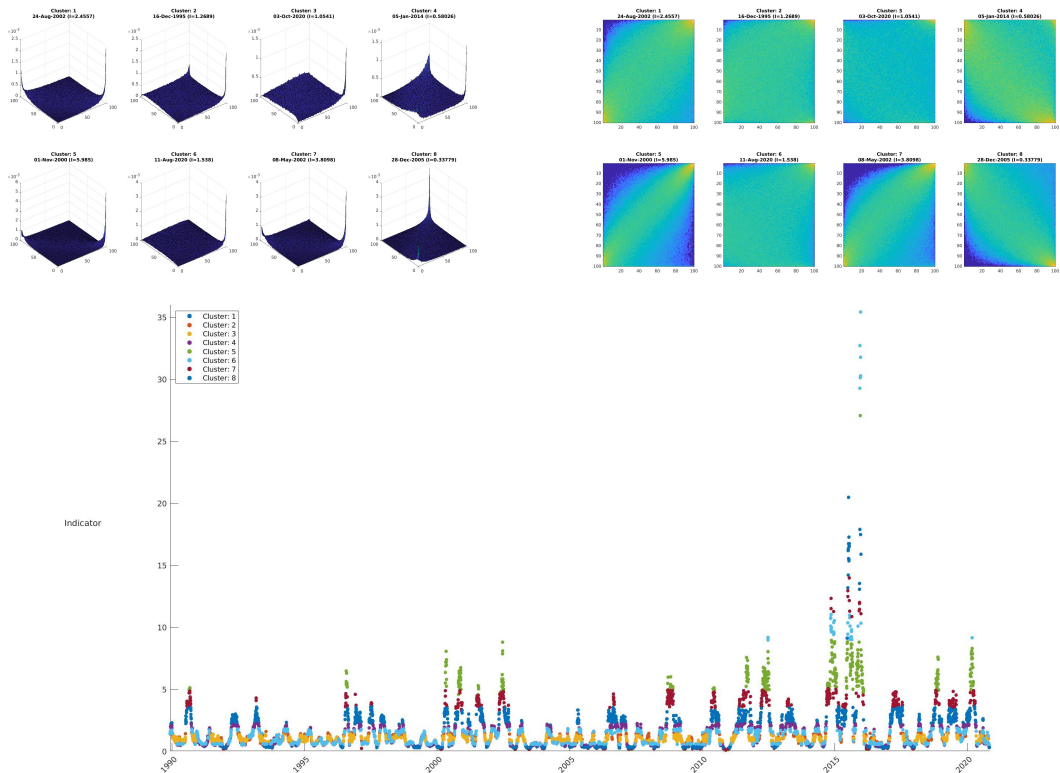 Cluster: 1
24-Aug-2002 (I=2.4557)
Cluster: 2
16-Dec-1995 (I=1.2689)
Cluster: 3
03-Oct-2020 (I=1.0541)
Cluster: 4
05-Jan-2014 (I=0.58026)
Cluster: 1
24-Aug-2002 (I=2.4557)
Cluster: 2
16-Dec-1995 (I=1.2689)
Cluster: 3
03-Oct-2020 (I=1.0541)
Cluster: 4
05-Jan-2014 (I=0.58026)
Cluster: 5
01-Nov-2000 (I=5.985)
Cluster: 6
11-Aug-2020 (I=1.538)
Cluster: 7
08-May-2002 (I=3.8098)
Cluster: 8
28-Dec-2005 (I=0.33779)
Cluster: 5
01-Nov-2000 (I=5.985)
Cluster: 6
11-Aug-2020 (I=1.538)
Cluster: 7
08-May-2002 (I=3.8098)
Cluster: 8
28-Dec-2005 (I=0.33779)
Indicator
35
30
25
20
15
10
5
0
Cluster: 1
Cluster: 2
Cluster: 3
Cluster: 4
Cluster: 5
Cluster: 6
Cluster: 7
Cluster: 8
1990
1995
2000
2005
2010
2015
2020